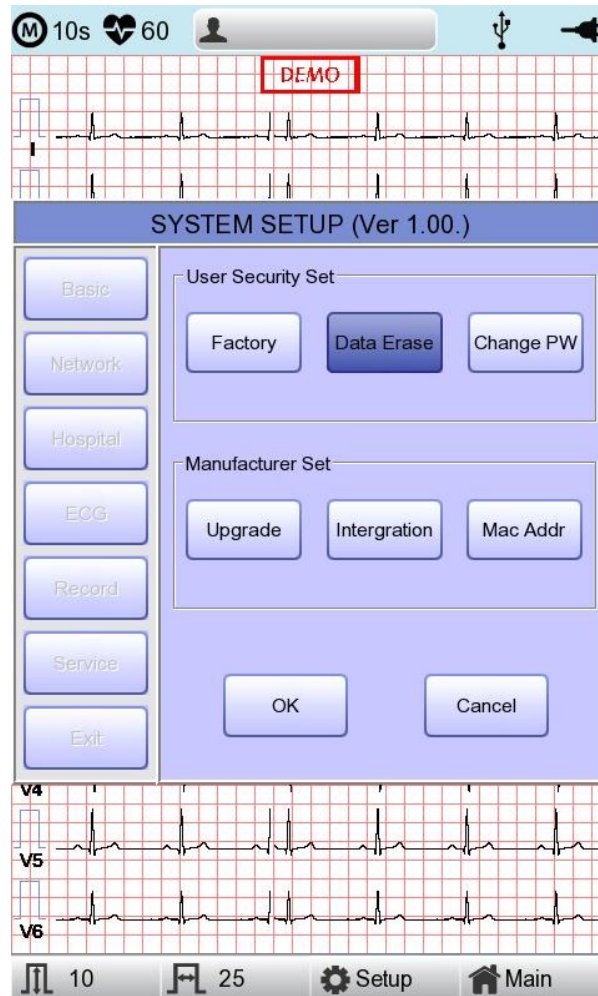 M 10s 60
DEMO
I
SYSTEM SETUP (Ver 1.00.)
Basic
Network
Hospital
ECG
Record
Service
Exit
User Security Set
Factory Data Erase Change PW
Manufacturer Set
Upgrade Intergration Mac Addr
OK Cancel
V4
V5
V6
10 25 Setup Main